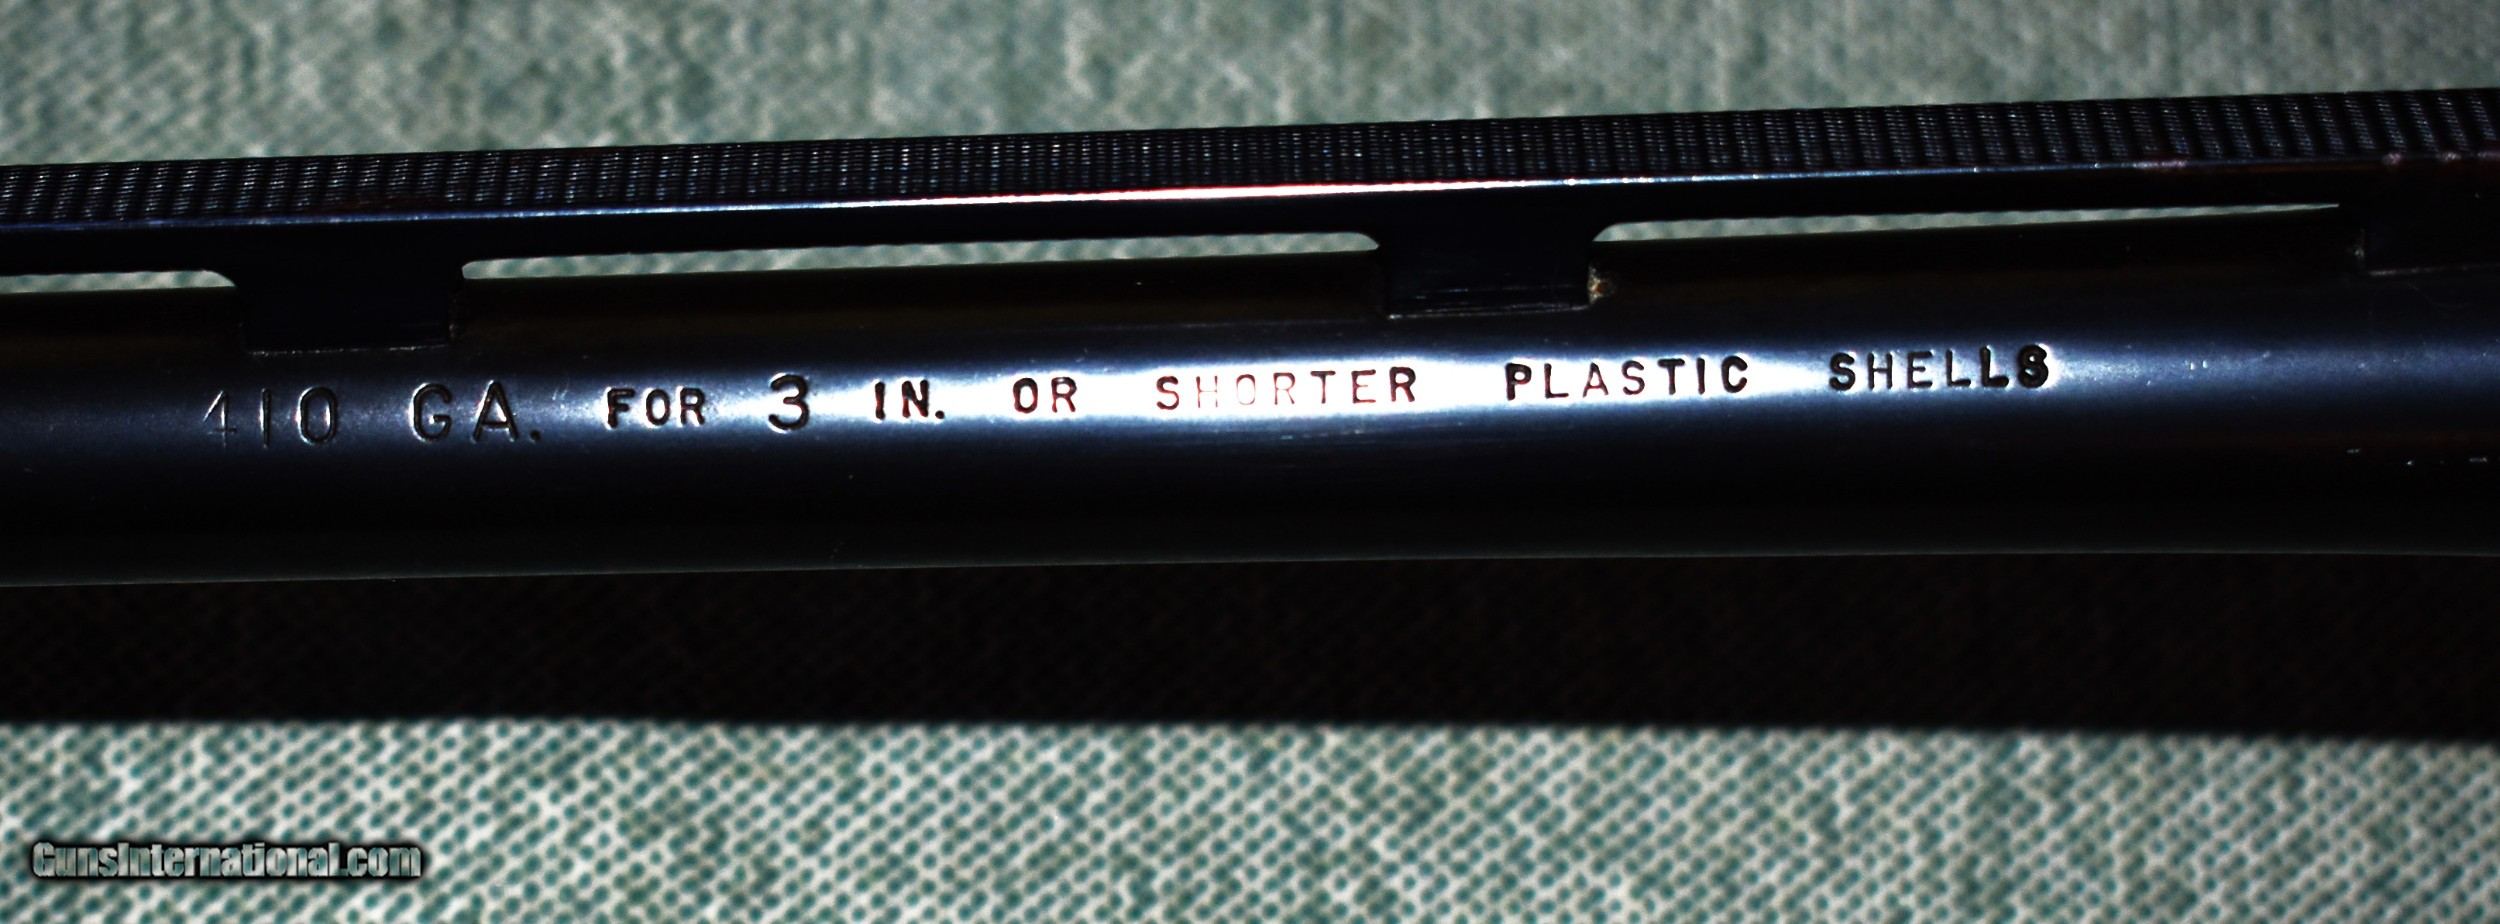 410 GA. FOR 3 IN. OR SHORTER PLASTIC SHELLS
GunsInternational.com